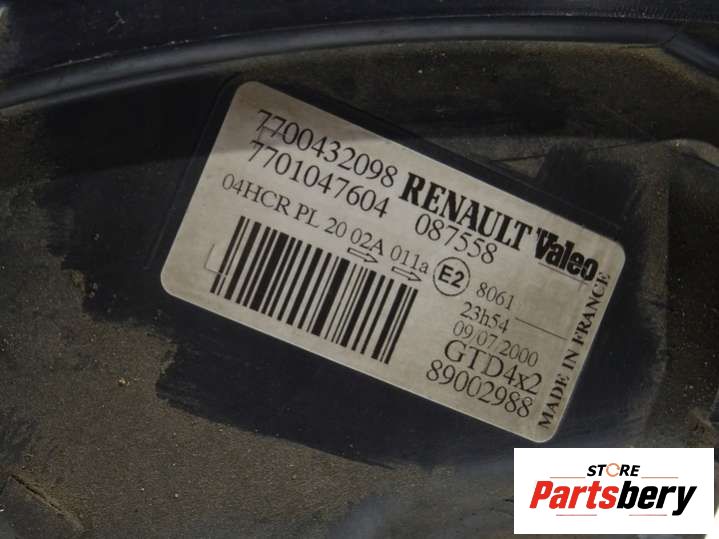 7700432098
7701047604
RENAULT Valeo
087558
04HCR PL 20 02A 011a E2 8061
L
23h54
09/07/2000
GTD4x2
89002988
MADE IN FRANCE
STORE
Partsbery